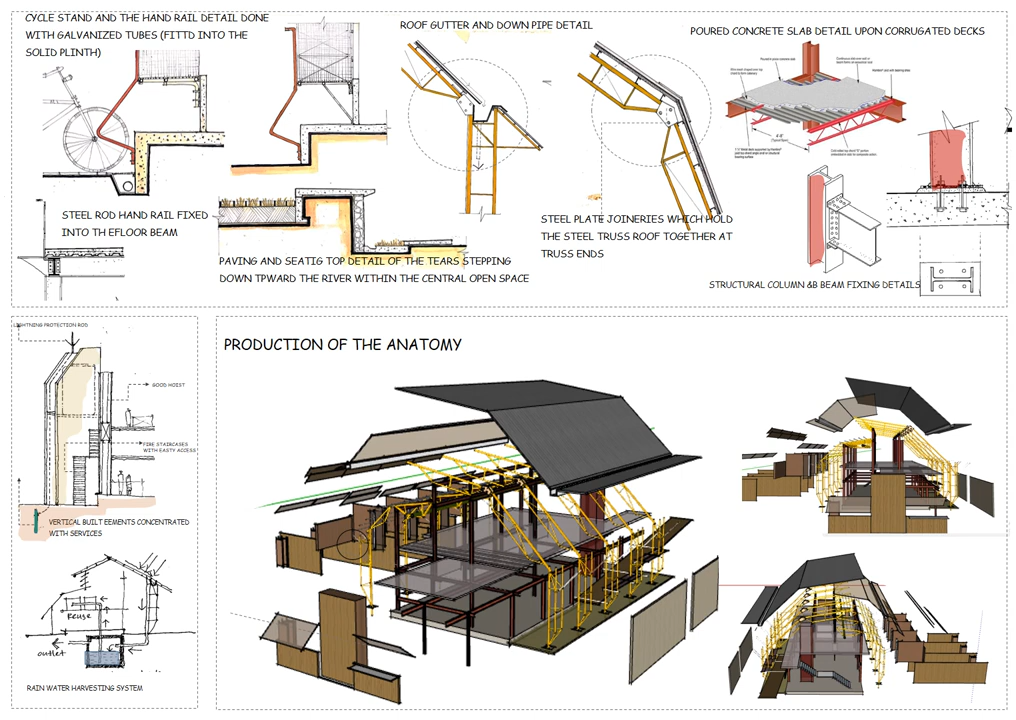 CYCLE STAND AND THE HAND RAIL DETAIL DONE
WITH GALVANIZED TUBES (FITTD INTO THE
SOLID PLINTH)
ROOF GUTTER AND DOWN PIPE DETAIL
POURED CONCRETE SLAB DETAIL UPON CORRUGATED DECKS
4'-8"
(Typical Span)
STEEL ROD HAND RAIL FIXED
INTO TH EFLOOR BEAM
PAVING AND SEATIG TOP DETAIL OF THE TEARS STEPPING
DOWN TPWARD THE RIVER WITHIN THE CENTRAL OPEN SPACE
STEEL PLATE JOINERIES WHICH HOLD
THE STEEL TRUSS ROOF TOGETHER AT
TRUSS ENDS
STRUCTURAL COLUMN &B BEAM FIXING DETAILS
LIGHTNING PROTECTION ROD
GOOD HOIST
FIRE STAIRCASES
WITH EASTY ACCESS
VERTICAL BUILT EEMENTS CONCENTRATED
WITH SERVICES
Reuse
outlet
RAIN WATER HARVESTING SYSTEM
PRODUCTION OF THE ANATOMY